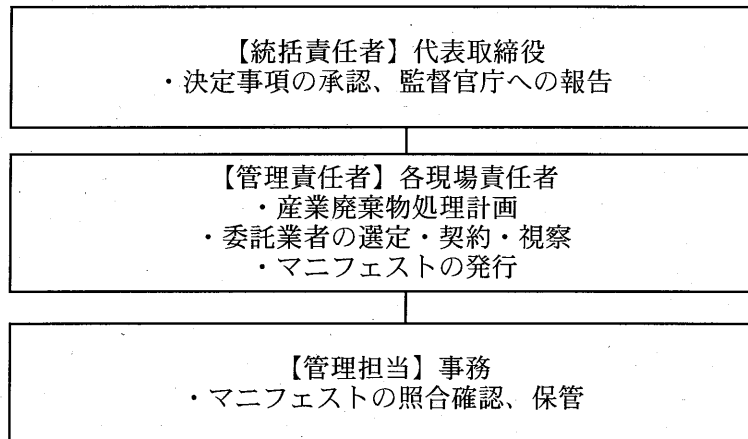 【統括責任者】代表取締役
・決定事項の承認、監督官庁への報告
【管理責任者】各現場責任者
・産業廃棄物処理計画
・委託業者の選定・契約・視察
・マニフェストの発行
【管理担当】事務
・マニフェストの照合確認、保管